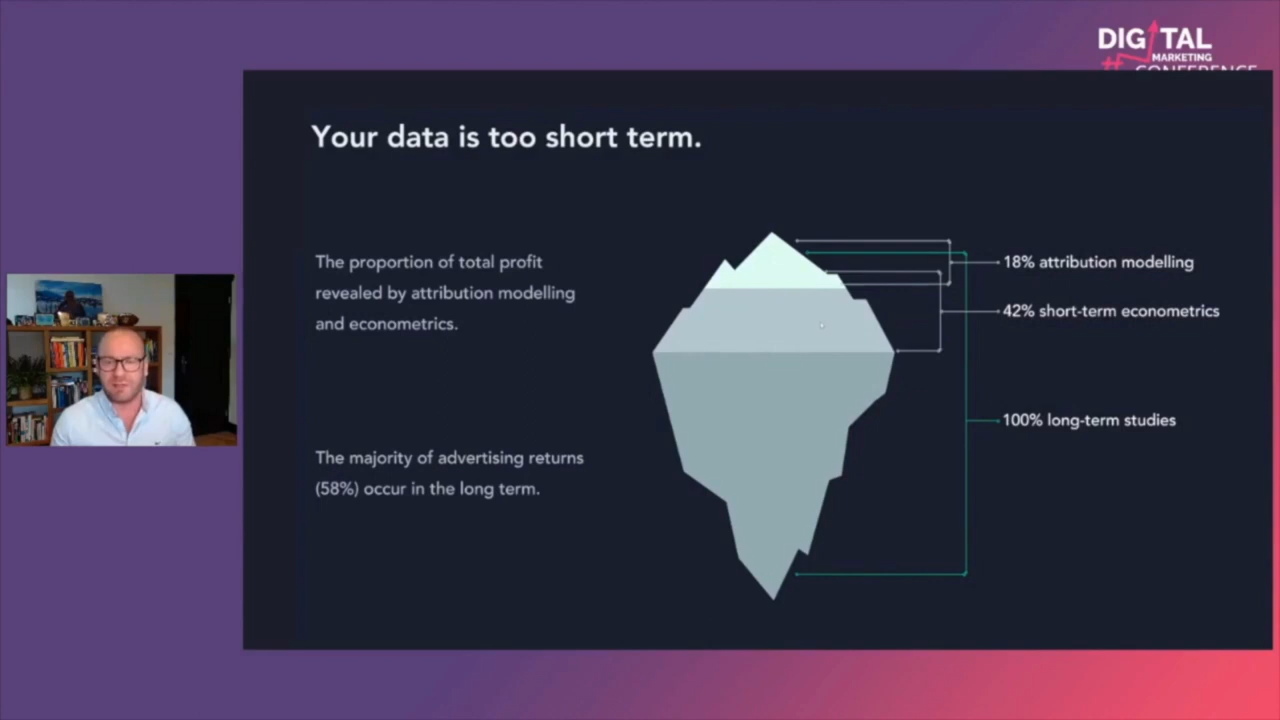 DIGITAL
MARKETING
#CONFERENCE
Your data is too short term.
The proportion of total profit
revealed by attribution modelling
and econometrics.
The majority of advertising returns
(58%) occur in the long term.
18% attribution modelling
42% short-term econometrics
100% long-term studies